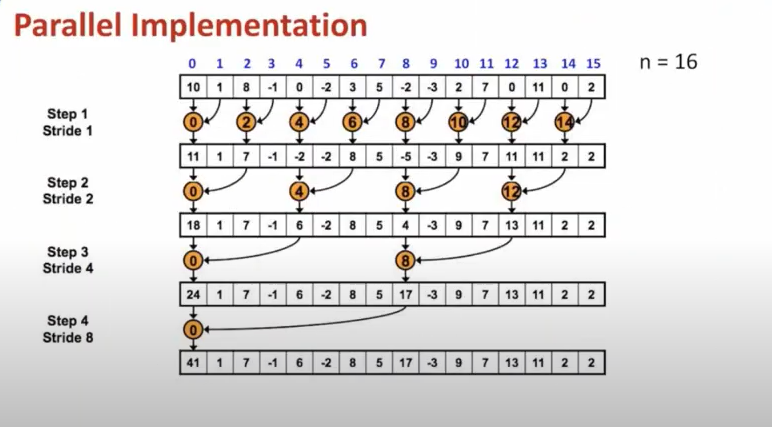 Parallel Implementation
0 1 2 3 4 5 6 7 8 9 10 11 12 13 14 15
n = 16
10 1 8 -1 0 -2 3 5 -2 -3 2 7 0 11 0 2
Step 1
Stride 1
0 2 4 6 8 10 12 14
11 1 7 -1 -2 -2 8 5 -5 -3 9 7 11 11 2 2
Step 2
Stride 2
0 4 8 12
18 1 7 -1 6 -2 8 5 4 -3 9 7 13 11 2 2
Step 3
Stride 4
0 8
24 1 7 -1 6 -2 8 5 17 -3 9 7 13 11 2 2
Step 4
Stride 8
0
41 1 7 -1 6 -2 8 5 17 -3 9 7 13 11 2 2